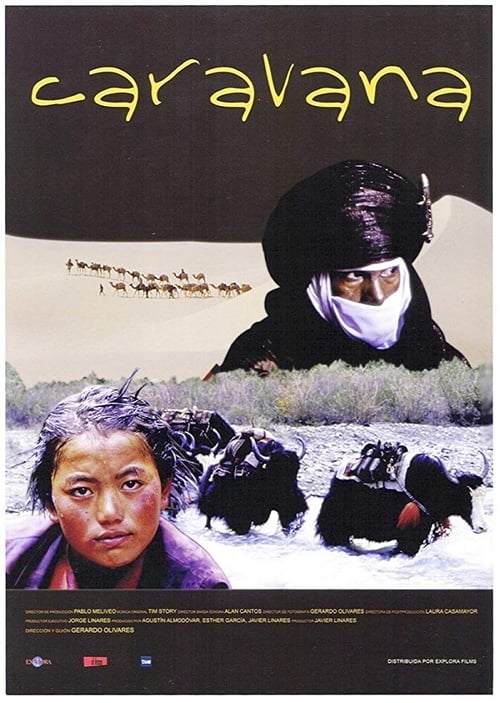 caravana
DIRECTOR DE PRODUCCIÓN PABLO MELIVEO MÚSICA ORIGINAL TIM STORY DIRECTOR BANDA SONORA ALAN CANTOS DIRECTOR DE FOTOGRAFÍA GERARDO OLIVARES DIRECTORA DE POSTPRODUCCIÓN LAURA CASAMAYOR
PRODUCTOR EJECUTIVO JORGE LINARES PRODUCIDO POR AGUSTÍN ALMODÓVAR, ESTHER GARCÍA, JAVIER LINARES PRODUCTOR JAVIER LINARES
DIRECCIÓN Y GUIÓN GERARDO OLIVARES
DISTRIBUIDA POR EXPLORA FILMS